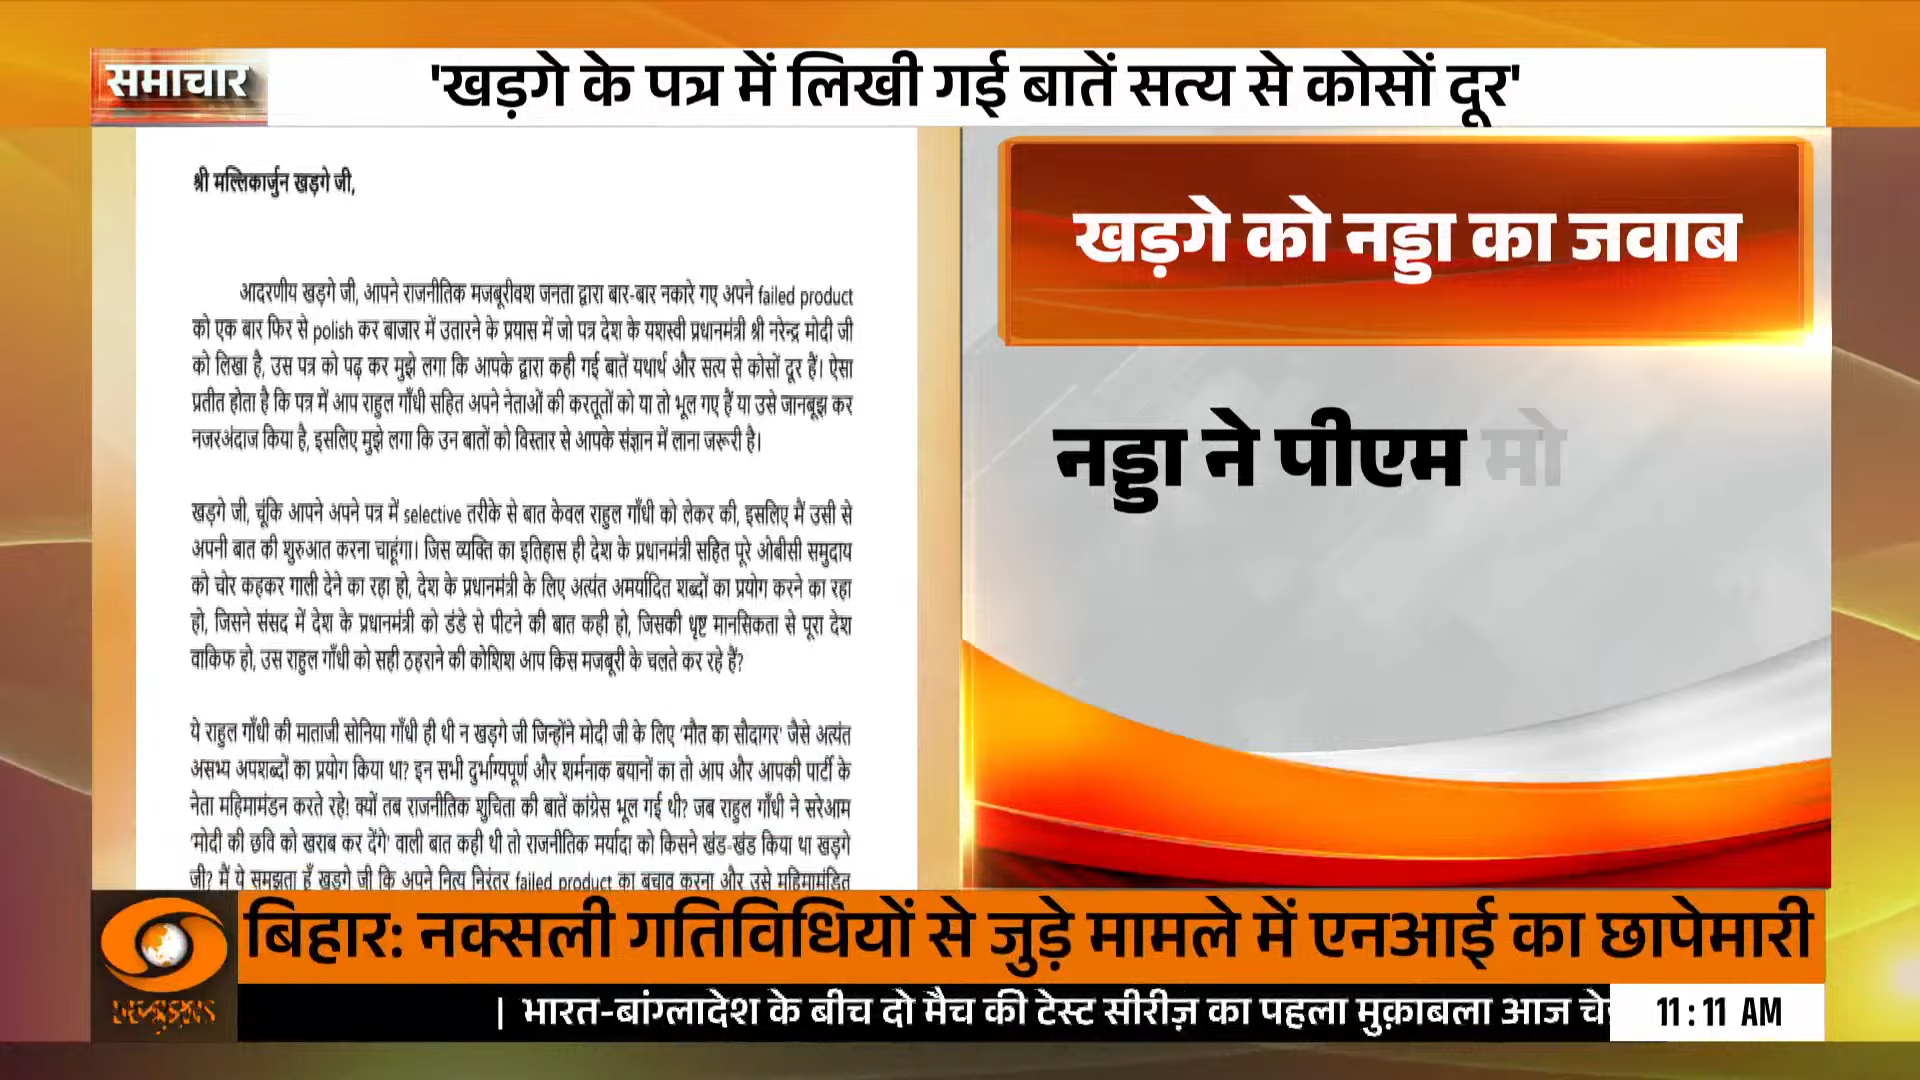 समाचार
'खड़गे के पत्र में लिखी गई बातें सत्य से कोसों दूर'
श्री मल्लिकार्जुन खड़गे जी,
आदरणीय खड़गे जी, आपने राजनीतिक मजबूरीवश जनता द्वारा बार-बार नकारे गए अपने failed product
को एक बार फिर से polish कर बाजार में उतारने के प्रयास में जो पत्र देश के यशस्वी प्रधानमंत्री श्री नरेन्द्र मोदी जी
को लिखा है, उस पत्र को पढ़ कर मुझे लगा कि आपके द्वारा कही गई बातें यथार्थ और सत्य से कोसों दूर हैं। ऐसा
प्रतीत होता है कि पत्र में आप राहुल गाँधी सहित अपने नेताओं की करतूतों को या तो भूल गए हैं या उसे जानबूझ कर
नजरअंदाज किया है, इसलिए मुझे लगा कि उन बातों को विस्तार से आपके संज्ञान में लाना जरूरी है।
खड़गे जी, चूंकि आपने अपने पत्र में selective तरीके से बात केवल राहुल गाँधी को लेकर की, इसलिए मैं उसी से
अपनी बात की शुरुआत करना चाहूंगा। जिस व्यक्ति का इतिहास ही देश के प्रधानमंत्री सहित पूरे ओबीसी समुदाय
को चोर कहकर गाली देने का रहा हो, देश के प्रधानमंत्री के लिए अत्यंत अमर्यादित शब्दों का प्रयोग करने का रहा
हो, जिसने संसद में देश के प्रधानमंत्री को डंडे से पीटने की बात कही हो, जिसकी धृष्ट मानसिकता से पूरा देश
वाकिफ हो, उस राहुल गाँधी को सही ठहराने की कोशिश आप किस मजबूरी के चलते कर रहे हैं?
ये राहुल गाँधी की माताजी सोनिया गाँधी ही थी न खड़गे जी जिन्होंने मोदी जी के लिए 'मौत का सौदागर' जैसे अत्यंत
असभ्य अपशब्दों का प्रयोग किया था? इन सभी दुर्भाग्यपूर्ण और शर्मनाक बयानों का तो आप और आपकी पार्टी के
नेता महिमामंडन करते रहे! क्यों तब राजनीतिक शुचिता की बातें कांग्रेस भूल गई थी? जब राहुल गाँधी ने सरेआम
'मोदी की छवि को खराब कर देंगे' वाली बात कही थी तो राजनीतिक मर्यादा को किसने खंड-खंड किया था खड़गे
जी? मैं ये समझता हूँ खड़गे जी कि अपने नित्य निरंतर failed product का बचाव करना और उसे महिमामंडित
खड़गे को नड्डा का जवाब
नड्डा ने पीएम मो
बिहार: नक्सली गतिविधियों से जुड़े मामले में एनआई का छापेमारी
| भारत-बांग्लादेश के बीच दो मैच की टेस्ट सीरीज़ का पहला मुक़ाबला आज चे
11:11 AM